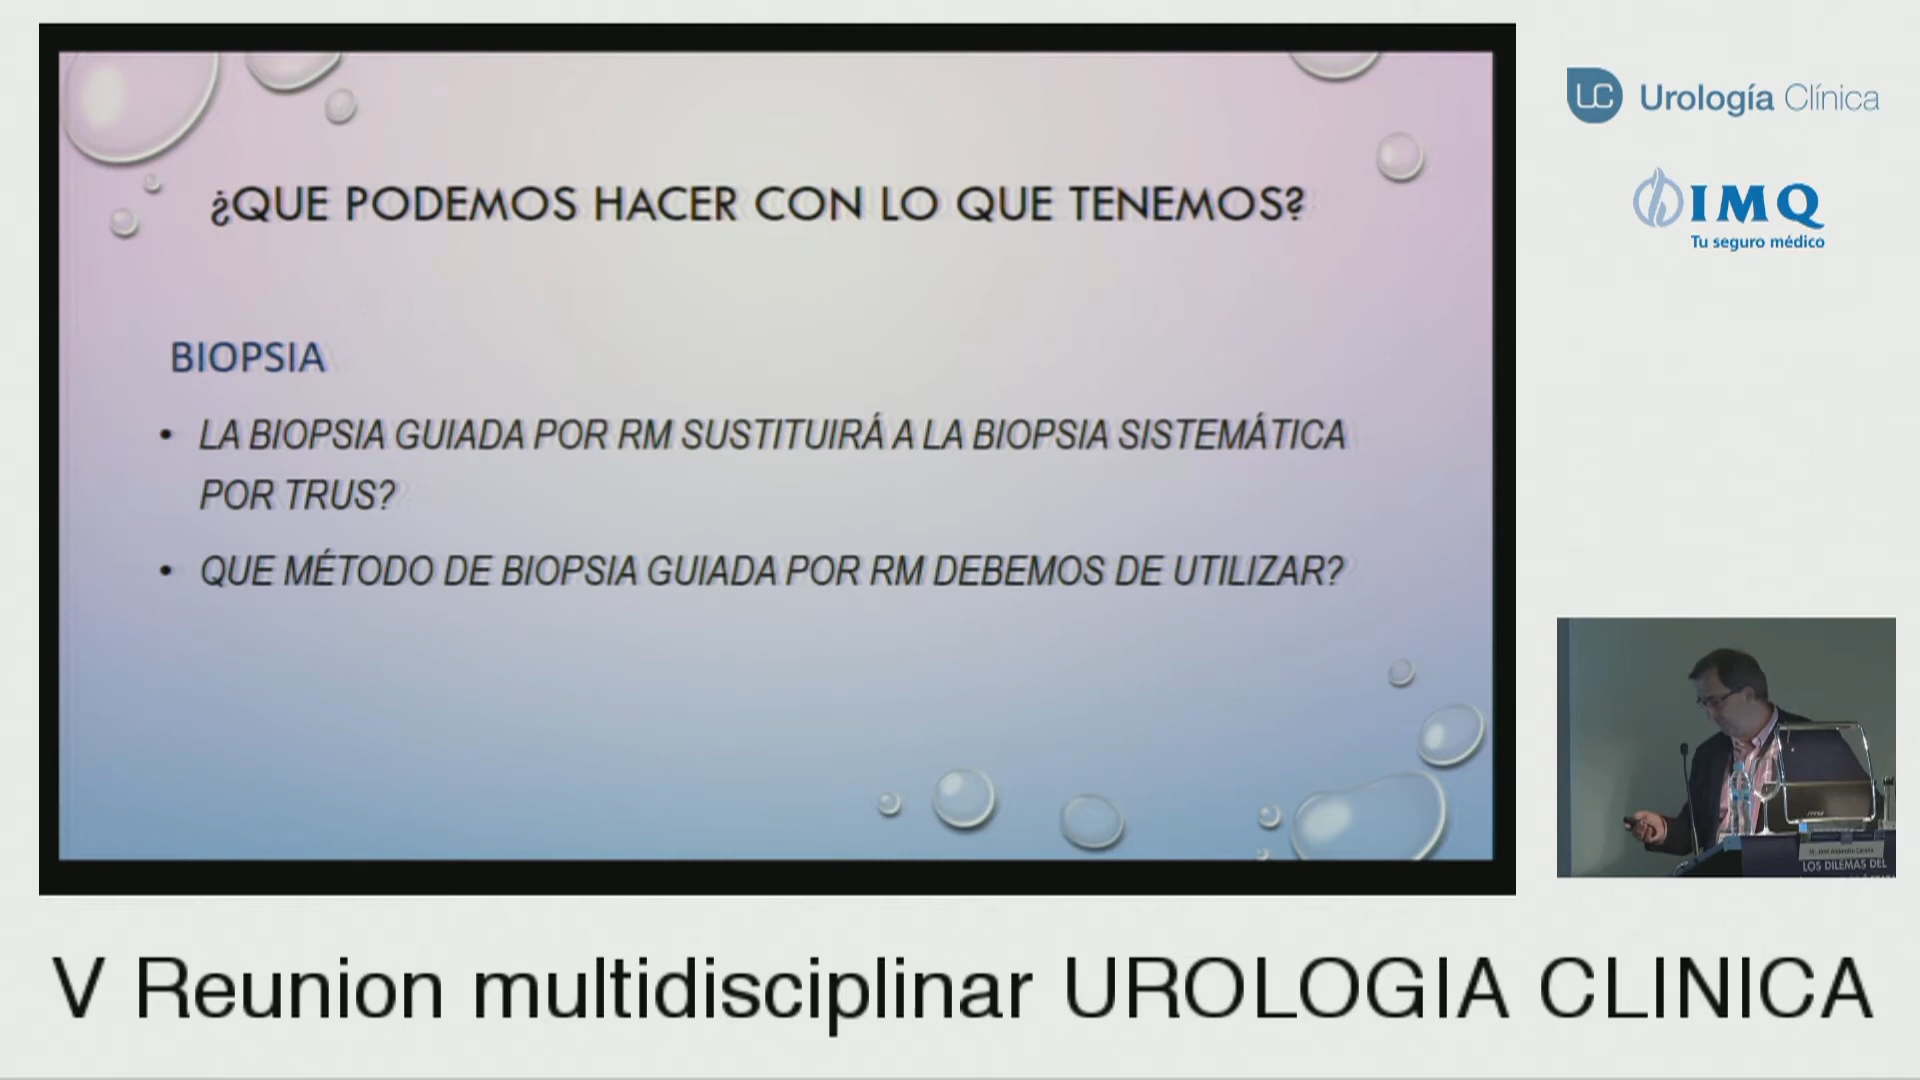 ¿QUE PODEMOS HACER CON LO QUE TENEMOS?
BIOPSIA
• LA BIOPSIA GUIADA POR RM SUSTITUIRÁ A LA BIOPSIA SISTEMÁTICA
POR TRUS?
• QUE MÉTODO DE BIOPSIA GUIADA POR RM DEBEMOS DE UTILIZAR?
UC Urología Clínica
IMQ
Tu seguro médico
LOS DILEMAS DEL
V Reunion multidisciplinar UROLOGIA CLINICA